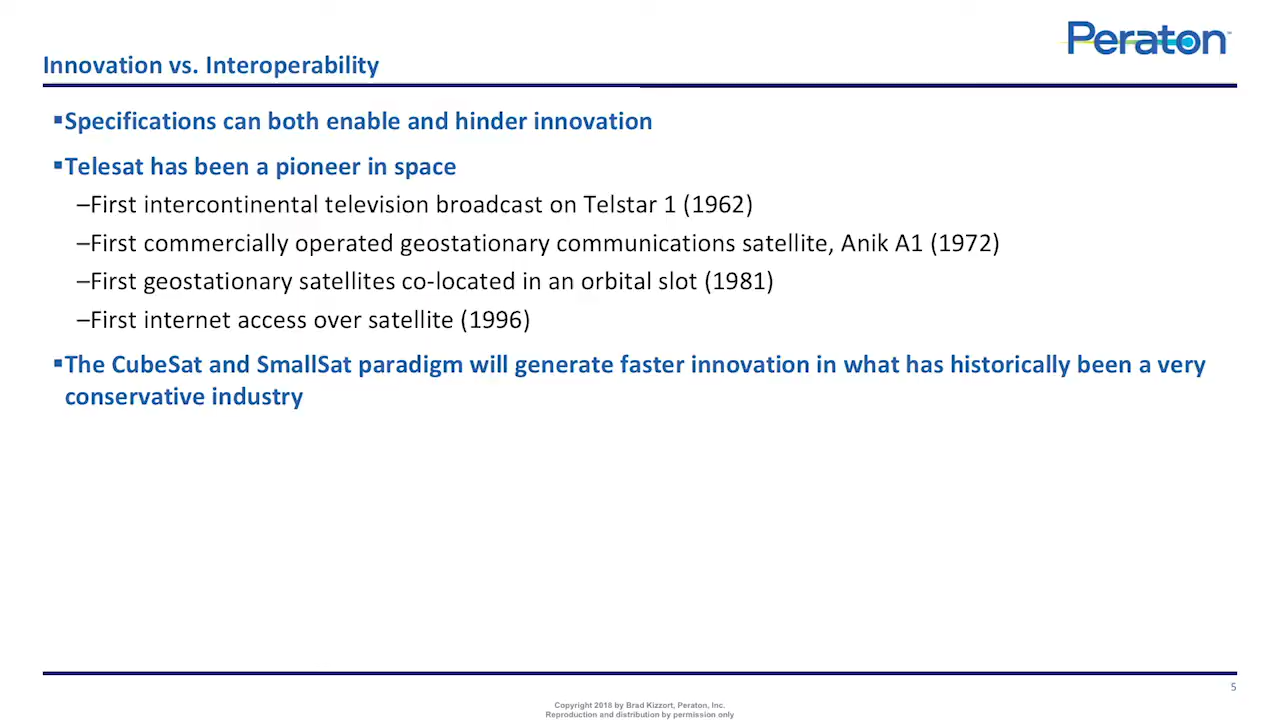 Peraton
Innovation vs. Interoperability
▪Specifications can both enable and hinder innovation
▪Telesat has been a pioneer in space
–First intercontinental television broadcast on Telstar 1 (1962)
–First commercially operated geostationary communications satellite, Anik A1 (1972)
–First geostationary satellites co-located in an orbital slot (1981)
–First internet access over satellite (1996)
▪The CubeSat and SmallSat paradigm will generate faster innovation in what has historically been a very
conservative industry
5
Copyright 2018 by Brad Kizzort, Peraton, Inc.
Reproduction and distribution by permission only